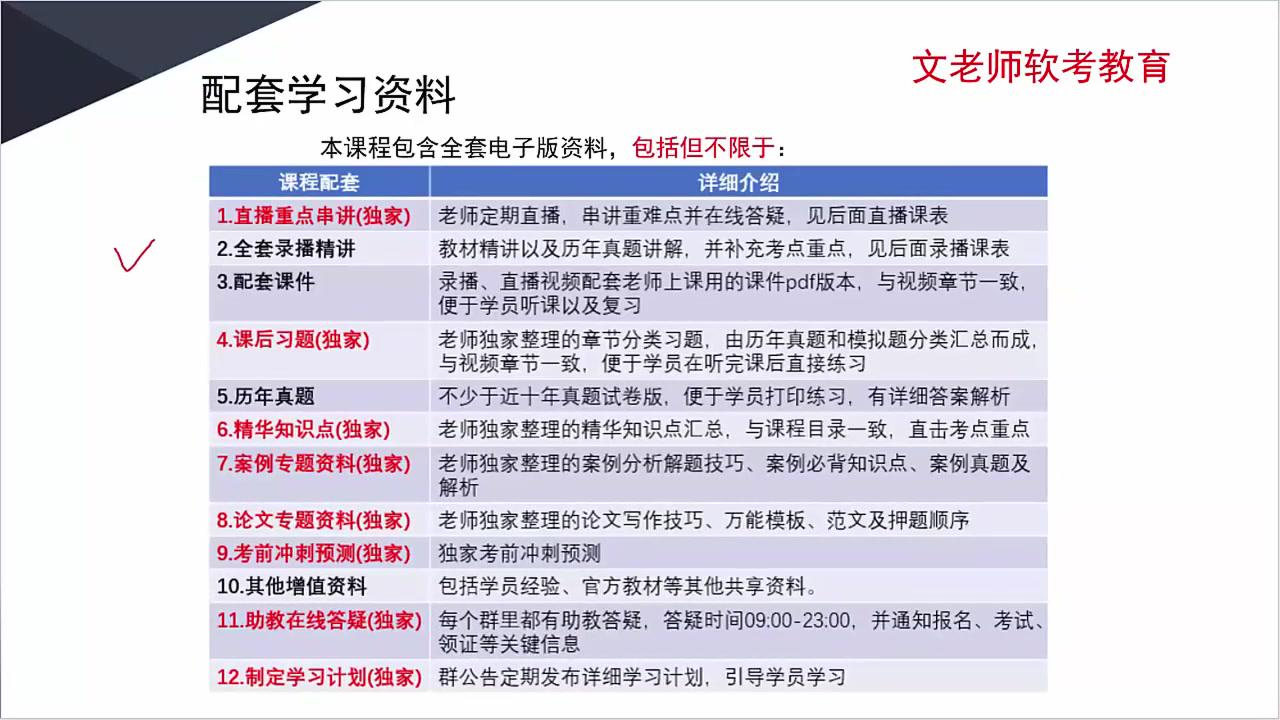 文老师软考教育
配套学习资料
本课程包含全套电子版资料，包括但不限于：
课程配套 详细介绍
1.直播重点串讲(独家) 老师定期直播，串讲重难点并在线答疑，见后面直播课表
2.全套录播精讲 教材精讲以及历年真题讲解，并补充考点重点，见后面录播课表
3.配套课件 录播、直播视频配套老师上课用的课件pdf版本，与视频章节一致，
便于学员听课以及复习
4.课后习题(独家) 老师独家整理的章节分类习题，由历年真题和模拟题分类汇总而成，
与视频章节一致，便于学员在听完课后直接练习
5.历年真题 不少于近十年真题试卷版，便于学员打印练习，有详细答案解析
6.精华知识点(独家) 老师独家整理的精华知识点汇总，与课程目录一致，直击考点重点
7.案例专题资料(独家) 老师独家整理的案例分析解题技巧、案例必背知识点、案例真题及
解析
8.论文专题资料(独家) 老师独家整理的论文写作技巧、万能模板、范文及押题顺序
9.考前冲刺预测(独家) 独家考前冲刺预测
10.其他增值资料 包括学员经验、官方教材等其他共享资料。
11.助教在线答疑(独家) 每个群里都有助教答疑，答疑时间09:00-23:00，并通知报名、考试、
领证等关键信息
12.制定学习计划(独家) 群公告定期发布详细学习计划，引导学员学习